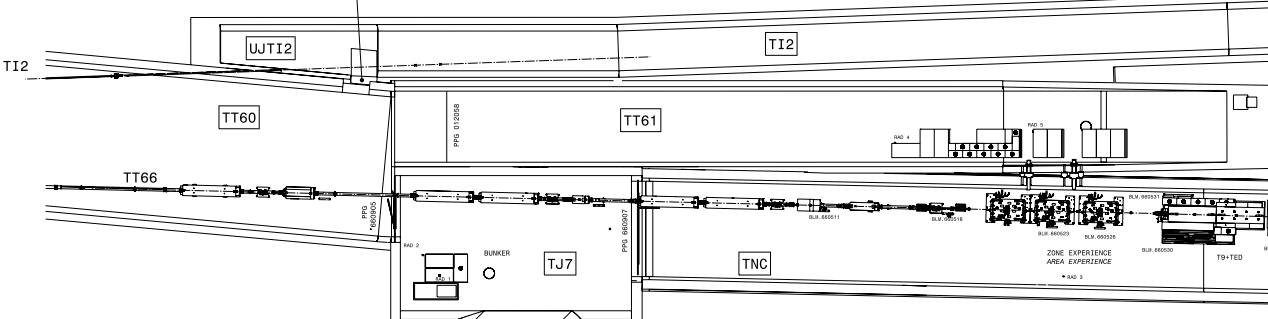 UJTI2
TI2
TI2
TT60
PPG 012058
TT61
RAD 4
RAD 5
TT66
PPG
660905
PPG 660907
RAD 2
BUNKER
RAD 1
TJ7
TNC
BLM.660511
BLM.660518
BLM.660523
BLM.660526
BLM.660531
BLM.660530
ZONE EXPERIENCE
AREA EXPERIENCE
RAD 3
T9+TED